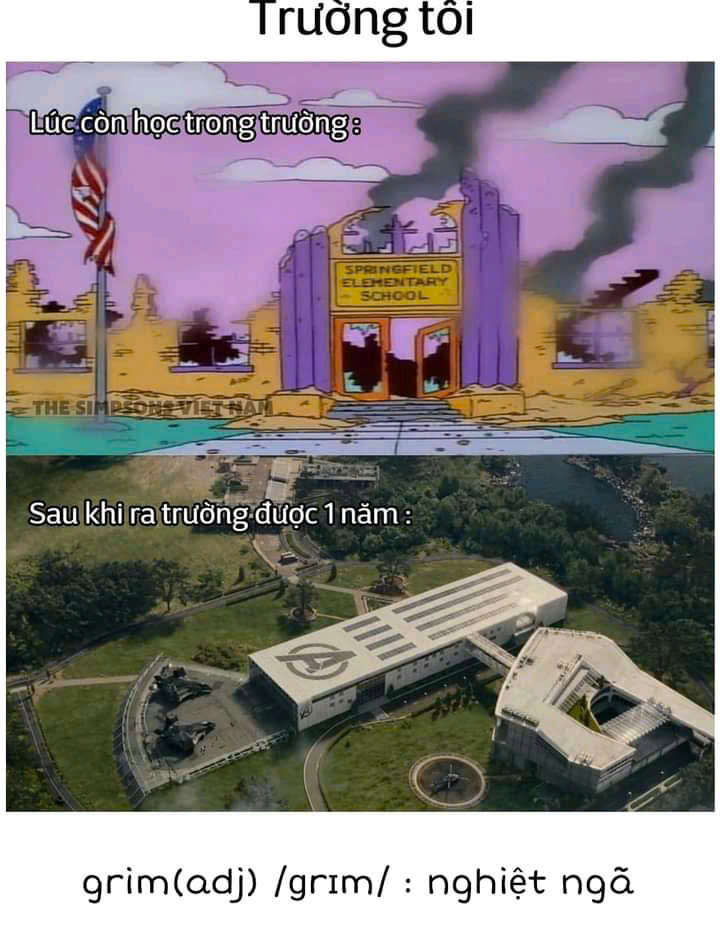 Trường tôi
Lúc còn học trong trường :
SPRINGFIELD
ELEMENTARY
SCHOOL
THE SIMPSONS VIỆT NAM
Sau khi ra trường được 1 năm :
grim(adj) /grɪm/ : nghiệt ngã